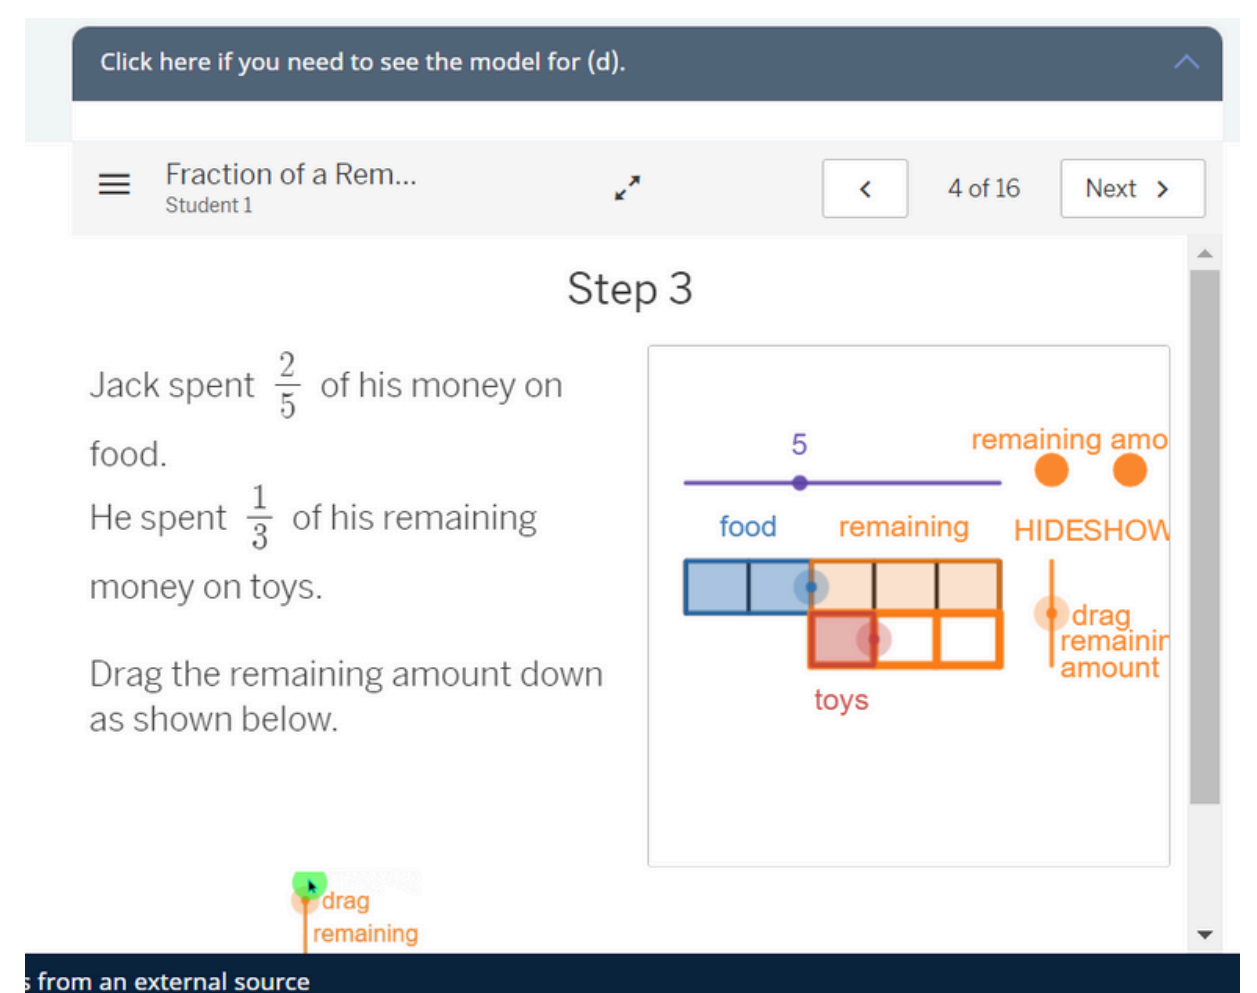 Click here if you need to see the model for (d).
Fraction of a Rem...
Student 1
4 of 16
Next
Step 3
Jack spent 2/5 of his money on
food.
He spent 1/3 of his remaining
money on toys.
Drag the remaining amount down
as shown below.
5
remaining amo
food
remaining
HIDESHOW
drag
remainin
amount
toys
drag
remaining
s from an external source